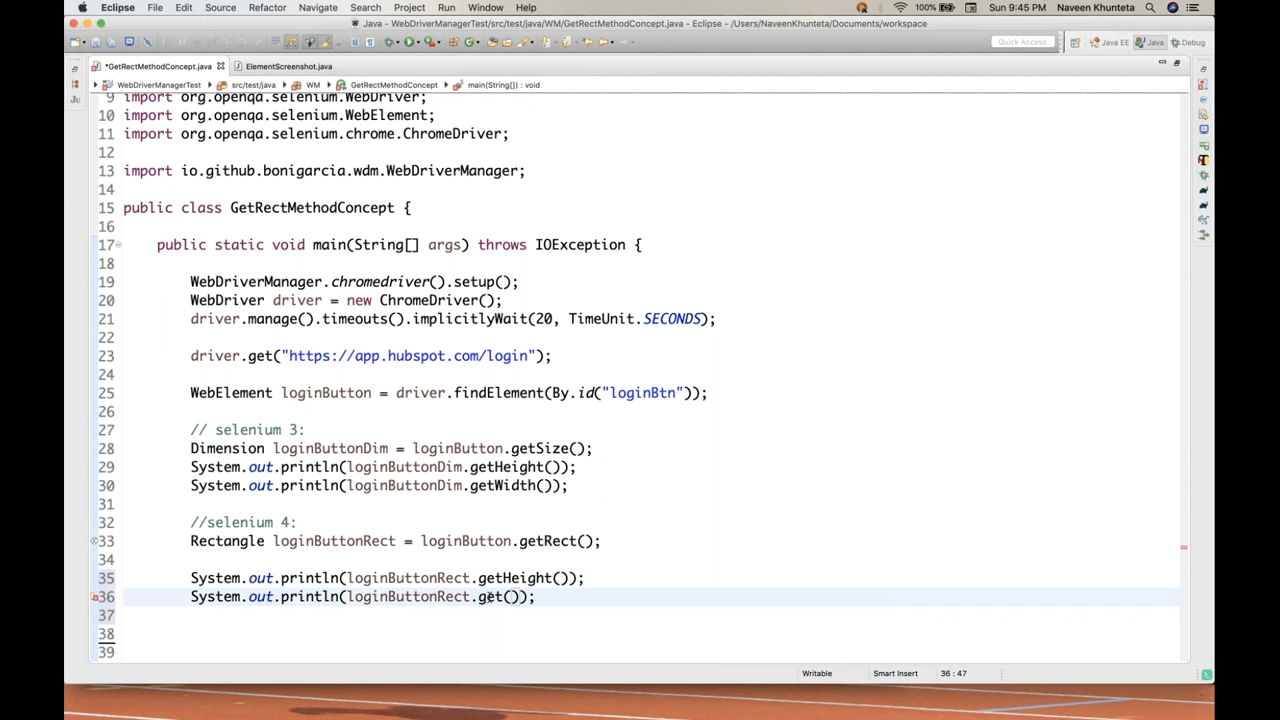 Eclipse File Edit Source Refactor Navigate Search Project Run Window Help 100% Sun 9:45 PM Naveen Khunteta
Java - WebDriverManagerTest/src/test/java/WM/GetRectMethodConcept.java - Eclipse - /Users/NaveenKhunteta/Documents/workspace
Quick Access Java EE Java Debug
*GetRectMethodConcept.java ElementScreenshot.java
WebDriverManagerTest src/test/java WM GetRectMethodConcept main(String[]) : void
9 import org.openqa.selenium.WebDriver;
10 import org.openqa.selenium.WebElement;
11 import org.openqa.selenium.chrome.ChromeDriver;
12
13 import io.github.bonigarcia.wdm.WebDriverManager;
14
15 public class GetRectMethodConcept {
16
17 public static void main(String[] args) throws IOException {
18
19 WebDriverManager.chromedriver().setup();
20 WebDriver driver = new ChromeDriver();
21 driver.manage().timeouts().implicitlyWait(20, TimeUnit.SECONDS);
22
23 driver.get("https://app.hubspot.com/login");
24
25 WebElement loginButton = driver.findElement(By.id("loginBtn"));
26
27 // selenium 3:
28 Dimension loginButtonDim = loginButton.getSize();
29 System.out.println(loginButtonDim.getHeight());
30 System.out.println(loginButtonDim.getWidth());
31
32 //selenium 4:
33 Rectangle loginButtonRect = loginButton.getRect();
34
35 System.out.println(loginButtonRect.getHeight());
36 System.out.println(loginButtonRect.get());
37
38
39
Writable Smart Insert 36 : 47